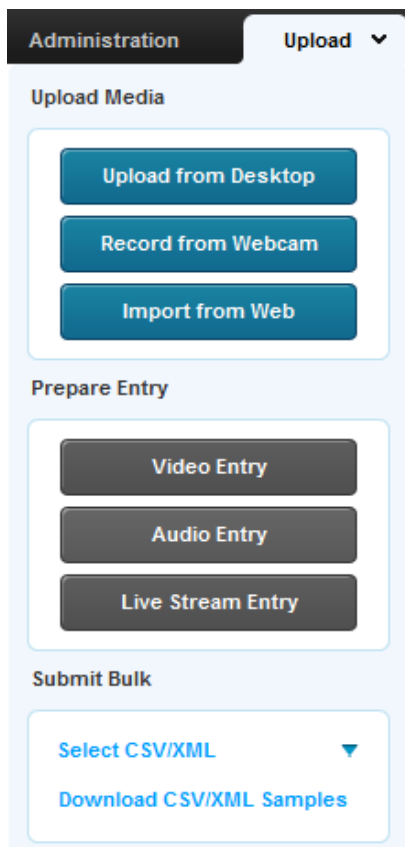 Administration Upload
Upload Media
Upload from Desktop
Record from Webcam
Import from Web
Prepare Entry
Video Entry
Audio Entry
Live Stream Entry
Submit Bulk
Select CSV/XML
Download CSV/XML Samples